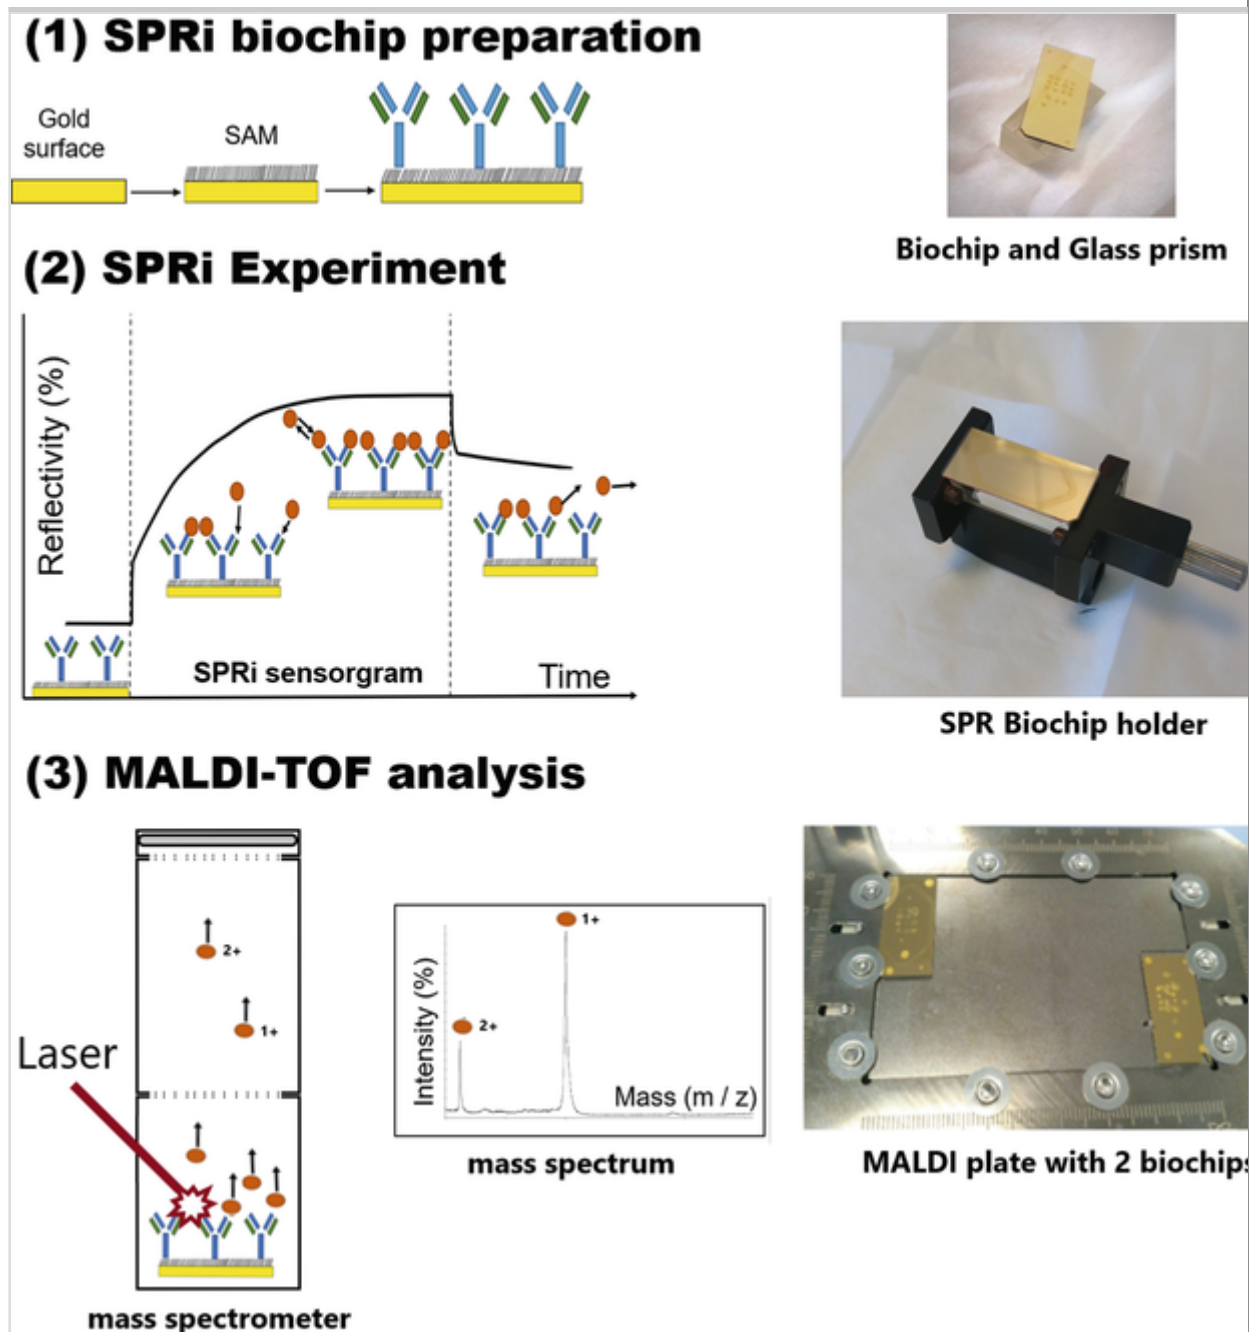 (1) SPRi biochip preparation
Gold
surface
SAM
Biochip and Glass prism
(2) SPRi Experiment
Reflectivity (%)
SPRi sensorgram
Time
SPR Biochip holder
(3) MALDI-TOF analysis
2+
1+
Laser
mass spectrometer
Intensity (%)
2+
1+
Mass (m / z)
mass spectrum
MALDI plate with 2 biochips